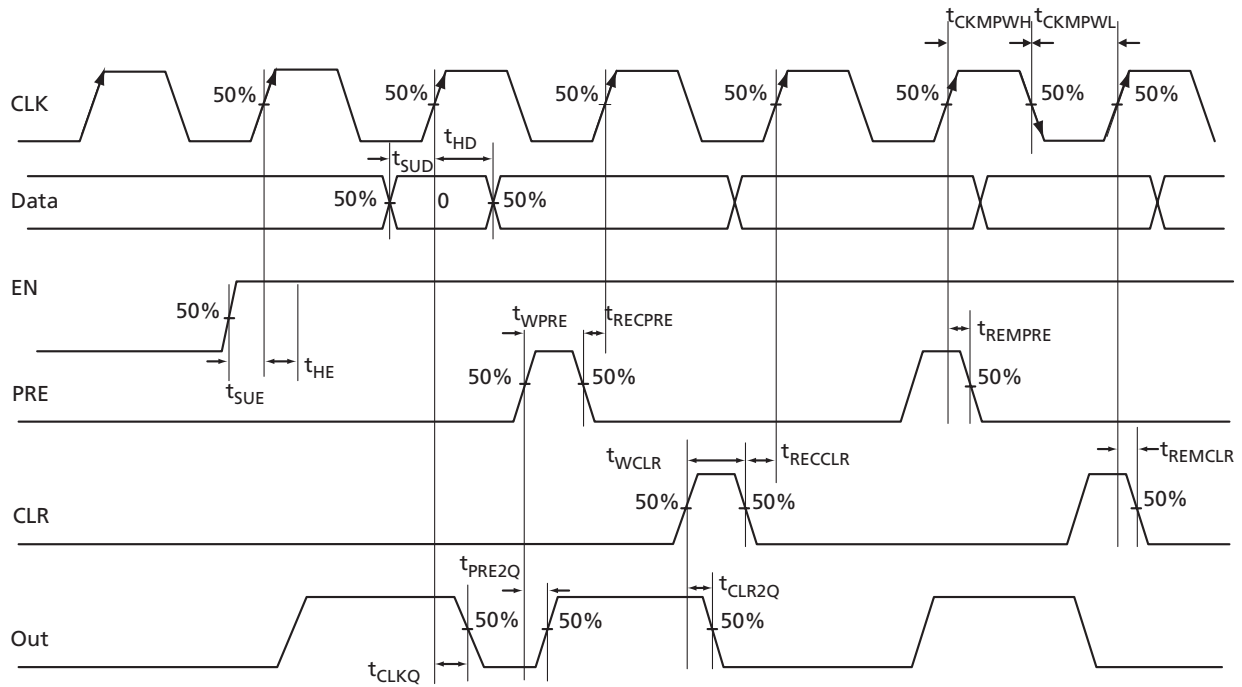 tCKMPWH tCKMPWL
CLK
50% 50% 50% 50% 50% 50% 50%
tSUD tHD
Data
50% 0 50%
EN
50%
tSUE tHE
tWPRE tRECPRE tREMPRE
PRE
50% 50% 50%
tWCLR tRECCLR tREMCLR
CLR
50% 50% 50%
tPRE2Q tCLR2Q
Out
50% 50% 50%
tCLKQ